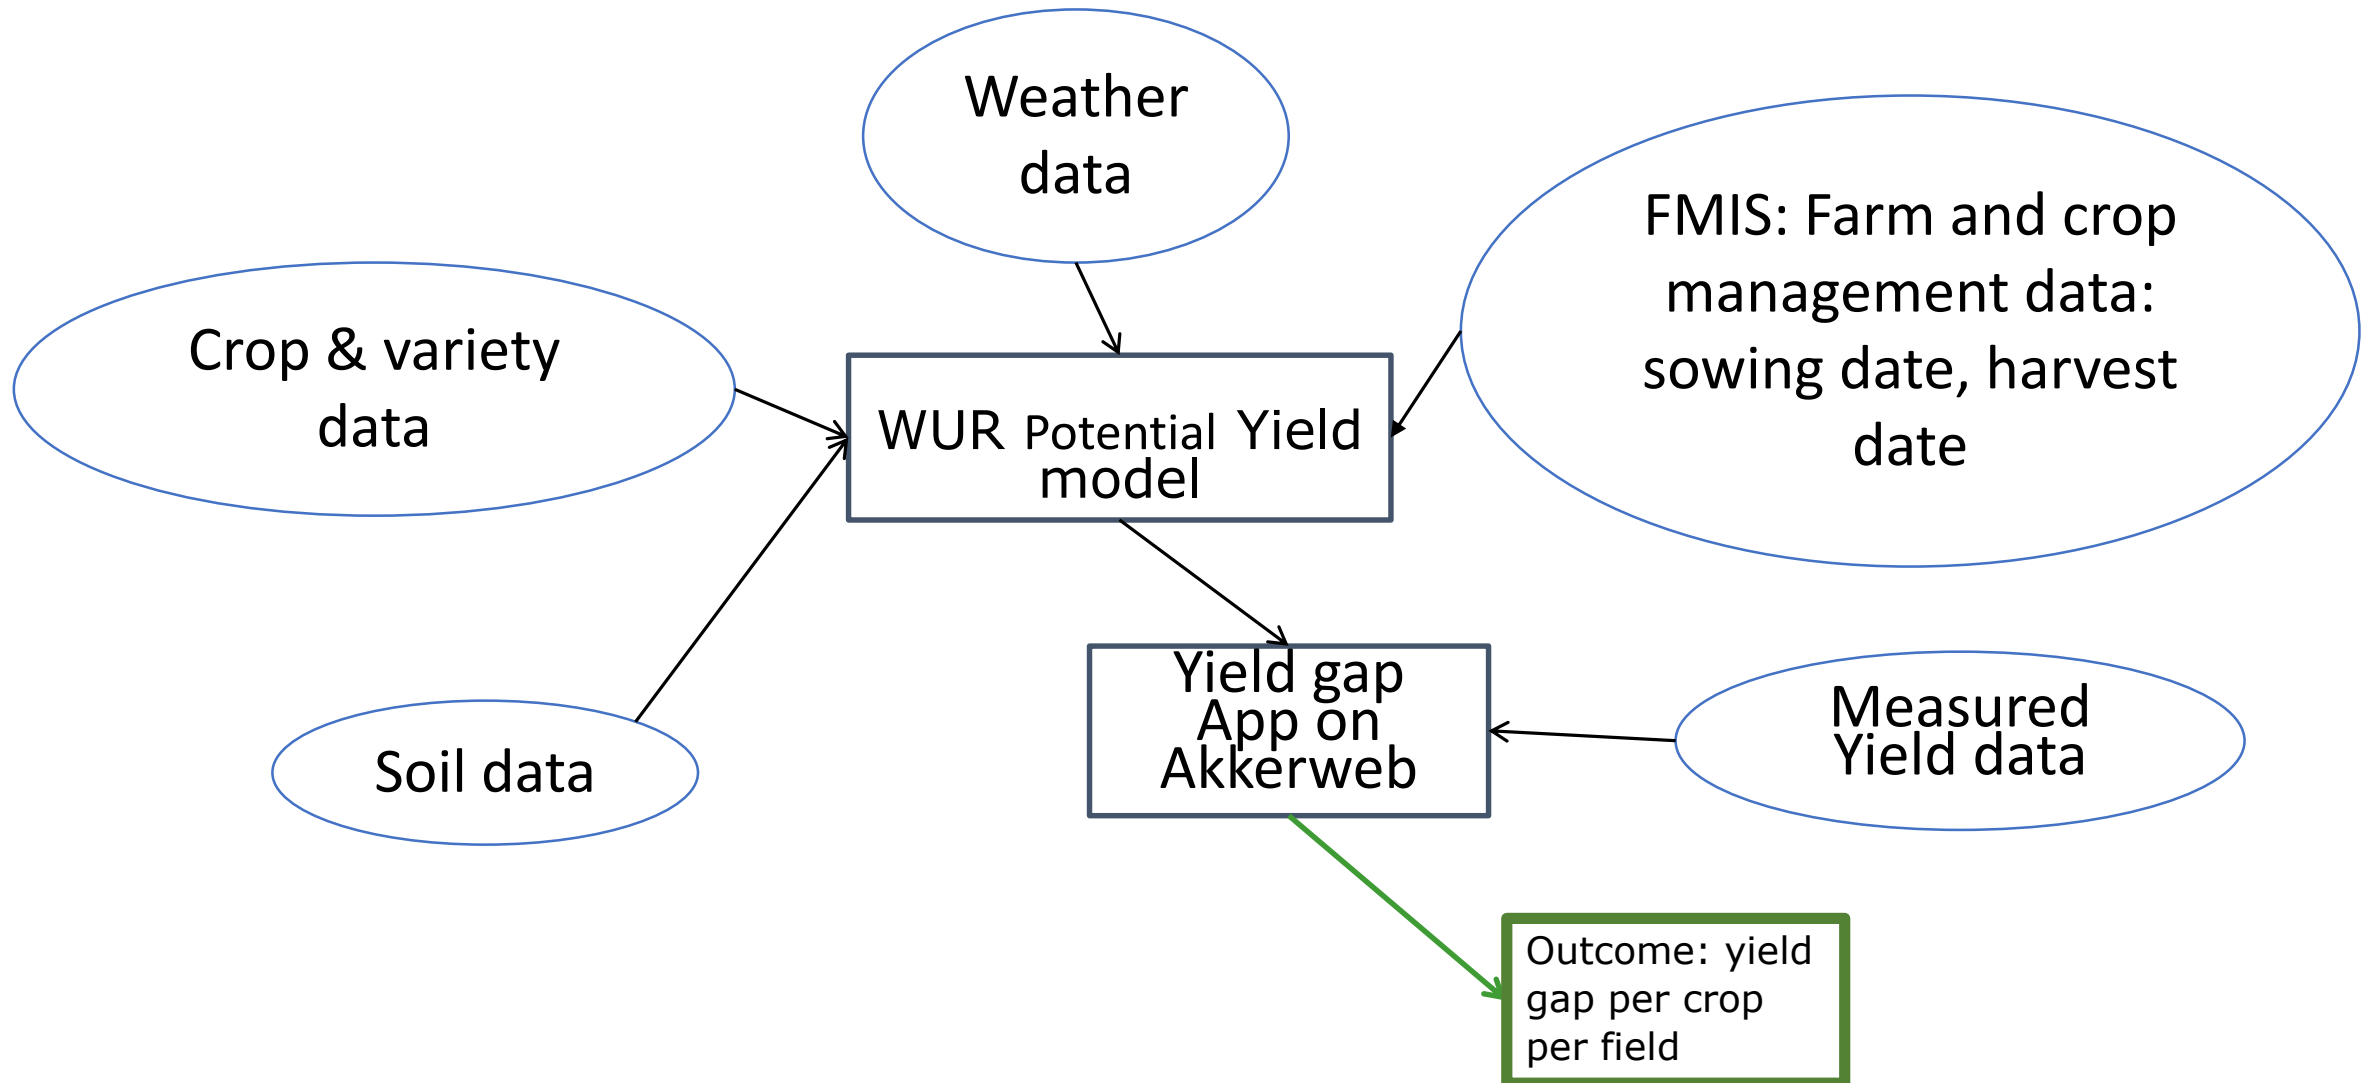 Weather
data
FMIS: Farm and crop
management data:
sowing date, harvest
date
Crop & variety
data
WUR Potential Yield
model
Yield gap
App on
Akkerweb
Measured
Yield data
Soil data
Outcome: yield
gap per crop
per field